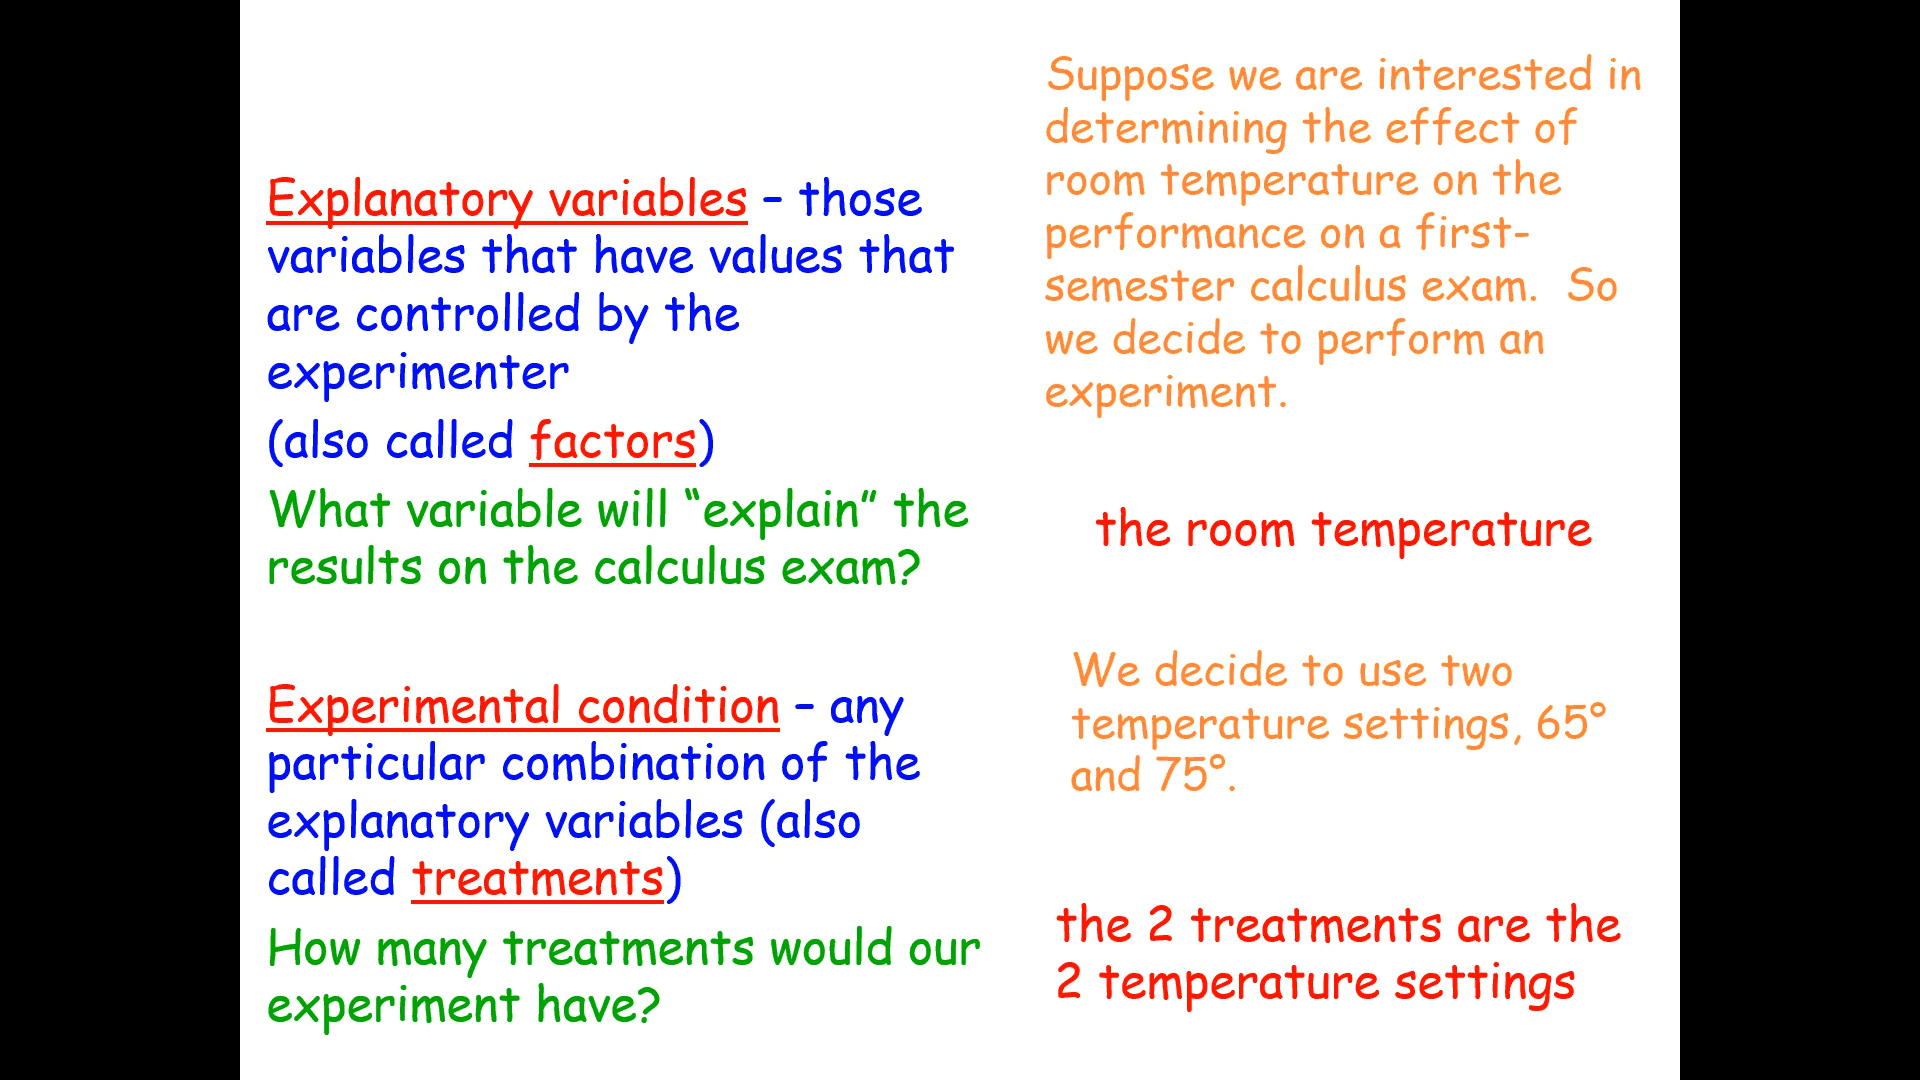 Explanatory variables – those
variables that have values that
are controlled by the
experimenter
(also called factors)
What variable will “explain” the
results on the calculus exam?
Experimental condition – any
particular combination of the
explanatory variables (also
called treatments)
How many treatments would our
experiment have?
Suppose we are interested in
determining the effect of
room temperature on the
performance on a first-
semester calculus exam.  So
we decide to perform an
experiment.
the room temperature
We decide to use two
temperature settings, 65°
and 75°.
the 2 treatments are the
2 temperature settings